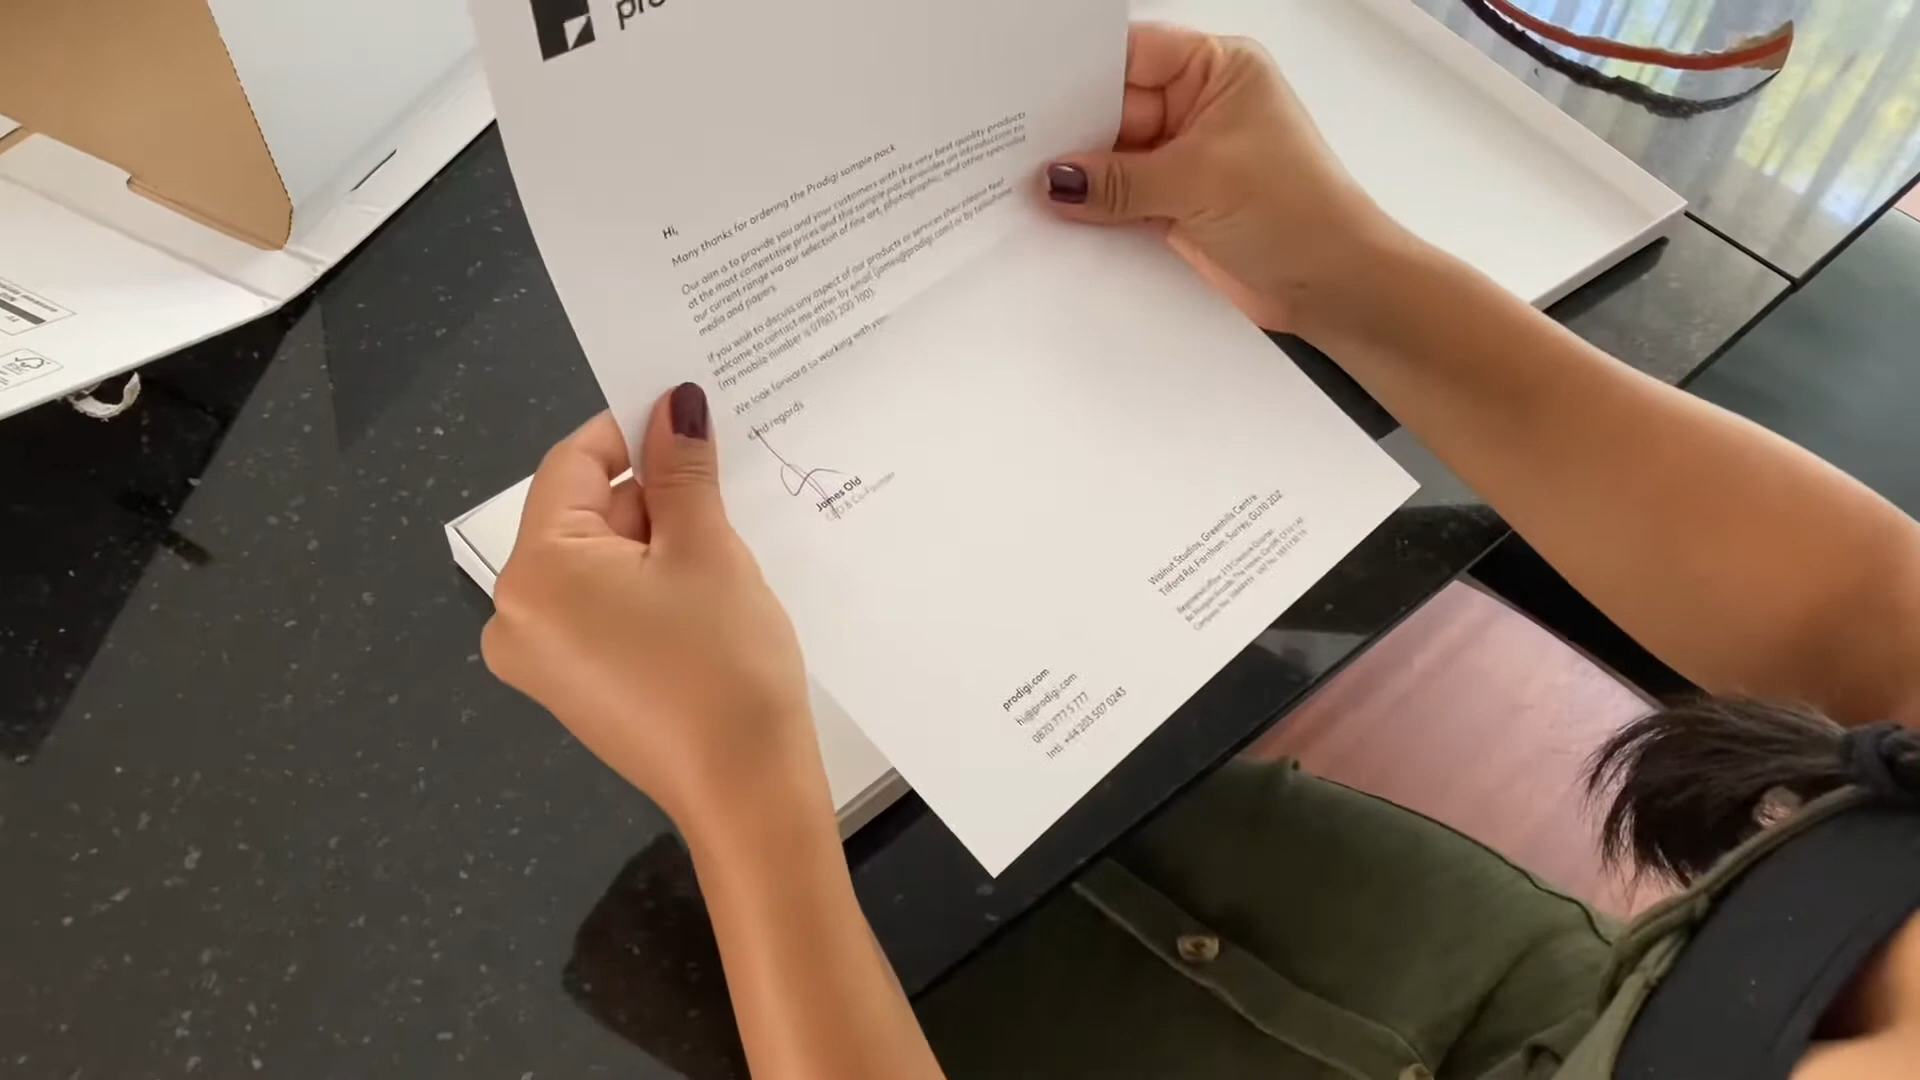 Hi,
Many thanks for ordering the Prodigi sample pack
Our aim is to provide you and your customers with the very best quality products
at the most competitive prices and this sample pack provides an introduction to
our current range via our selection of fine art, photographic, and other specialist
media and papers.
If you wish to discuss any aspect of our products or services then please feel
welcome to contact me either by email (james@prodigi.com) or by telephone
(my mobile number is
We look forward to working with you
Kind regards
James Old
CEO & Co-Founder
Walnut Studios, Greenhills Centre
Tilford Rd, Farnham, Surrey, GU10 2DZ
prodigi.com
hi@prodigi.com
0870 777 5 777
Intl. +44 203 507 0243